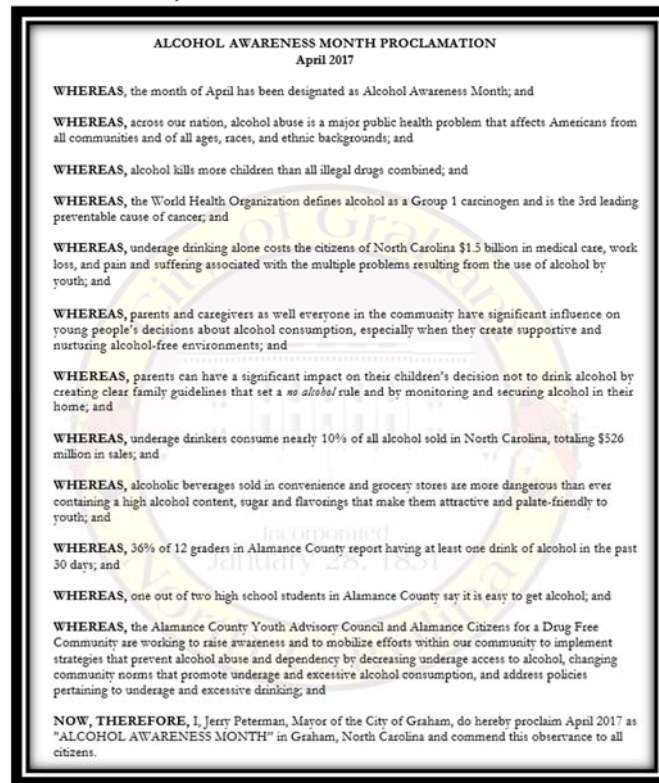 ALCOHOL AWARENESS MONTH PROCLAMATION
April 2017
WHEREAS, the month of April has been designated as Alcohol Awareness Month; and
WHEREAS, across our nation, alcohol abuse is a major public health problem that affects Americans from
all communities and of all ages, races, and ethnic backgrounds; and
WHEREAS, alcohol kills more children than all illegal drugs combined; and
WHEREAS, the World Health Organization defines alcohol as a Group 1 carcinogen and is the 3rd leading
preventable cause of cancer; and
WHEREAS, underage drinking alone costs the citizens of North Carolina $1.5 billion in medical care, work
loss, and pain and suffering associated with the multiple problems resulting from the use of alcohol by
youth; and
WHEREAS, parents and caregivers as well everyone in the community have significant influence on
young people's decisions about alcohol consumption, especially when they create supportive and
nurturing alcohol-free environments; and
WHEREAS, parents can have a significant impact on their children's decision not to drink alcohol by
creating clear family guidelines that set a no alcohol rule and by monitoring and securing alcohol in their
home; and
WHEREAS, underage drinkers consume nearly 10% of all alcohol sold in North Carolina, totaling $526
million in sales; and
WHEREAS, alcoholic beverages sold in convenience and grocery stores are more dangerous than ever
containing a high alcohol content, sugar and flavorings that make them attractive and palate-friendly to
youth; and
WHEREAS, 36% of 12 graders in Alamance County report having at least one drink of alcohol in the past
30 days; and
WHEREAS, one out of two high school students in Alamance County say it is easy to get alcohol; and
WHEREAS, the Alamance County Youth Advisory Council and Alamance Citizens for a Drug Free
Community are working to raise awareness and to mobilize efforts within our community to implement
strategies that prevent alcohol abuse and dependency by decreasing underage access to alcohol, changing
community norms that promote underage and excessive alcohol consumption, and address policies
pertaining to underage and excessive drinking; and
NOW, THEREFORE, I, Jerry Peterman, Mayor of the City of Graham, do hereby proclaim April 2017 as
"ALCOHOL AWARENESS MONTH" in Graham, North Carolina and commend this observance to all
citizens.
City of Graham
Incorporated
January 28, 1851
North Carolina